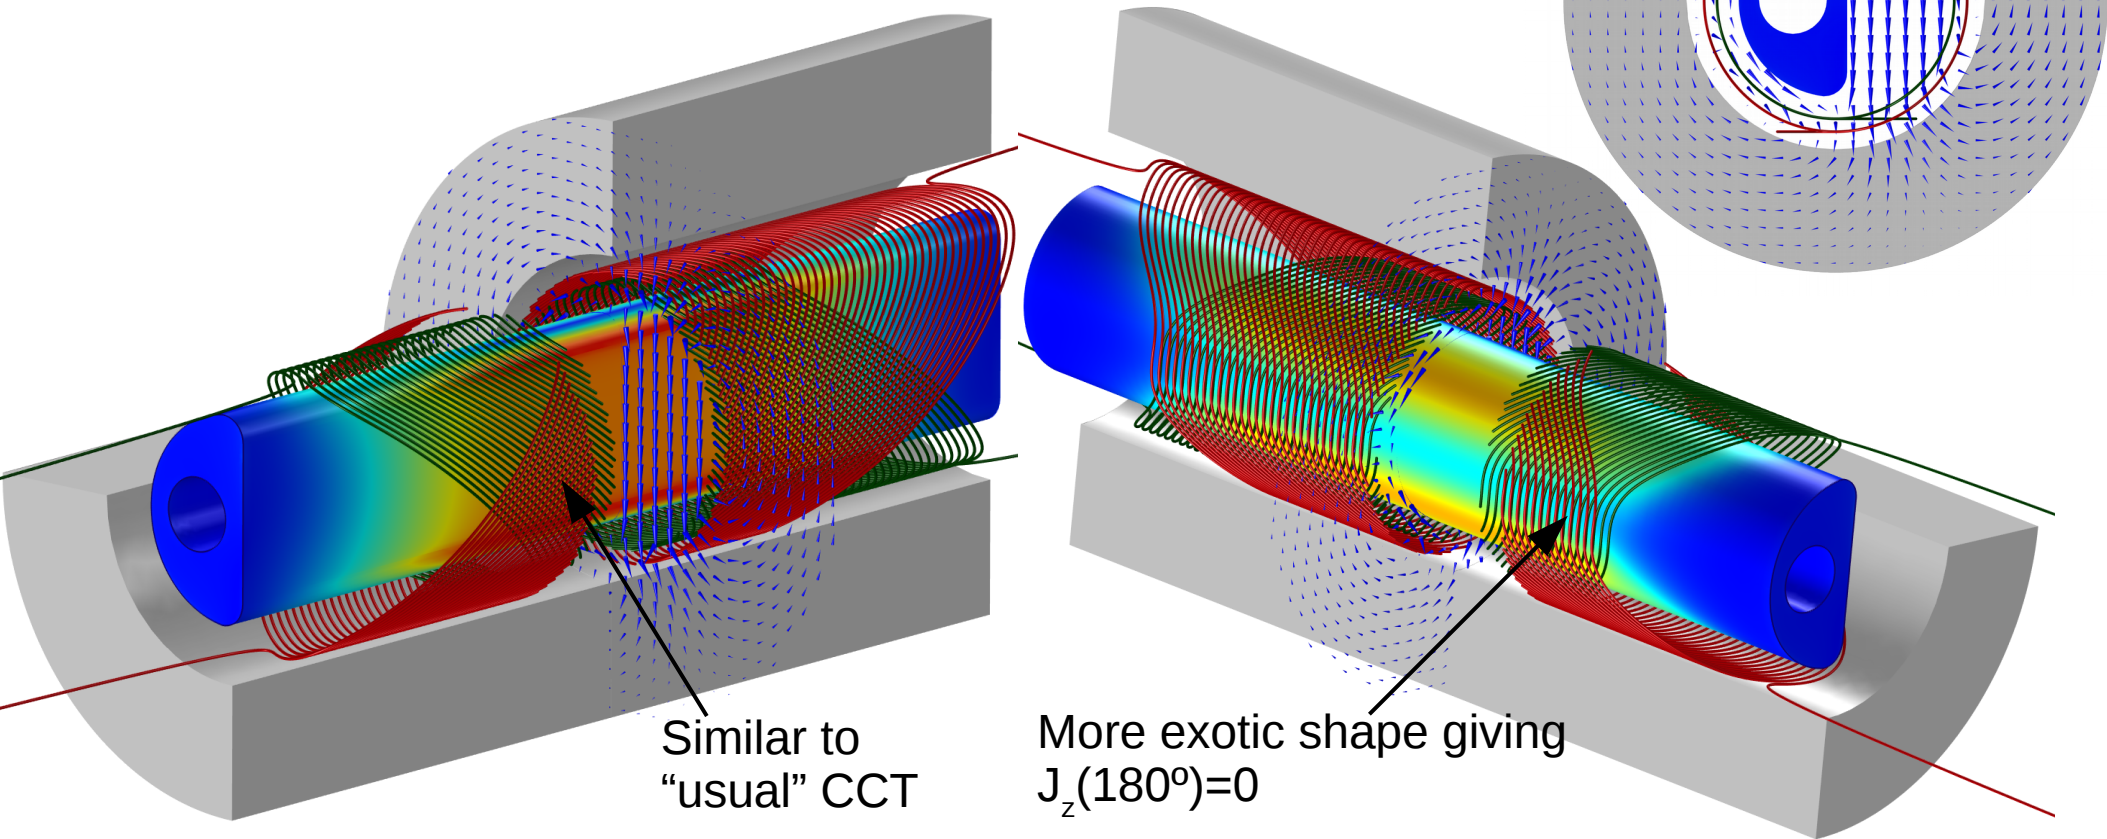 Similar to
“usual” CCT
More exotic shape giving
Jz(180º)=0